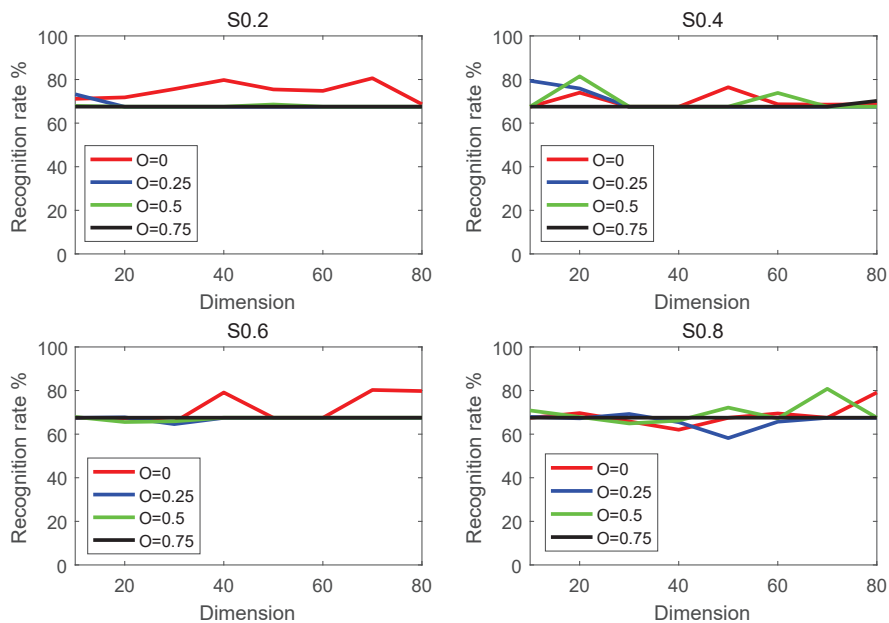 S0.2
100
80
60
40
20
0
Recognition rate %
O=0
O=0.25
O=0.5
O=0.75
20 40 60 80
Dimension
S0.4
100
80
60
40
20
0
Recognition rate %
O=0
O=0.25
O=0.5
O=0.75
20 40 60 80
Dimension
S0.6
100
80
60
40
20
0
Recognition rate %
O=0
O=0.25
O=0.5
O=0.75
20 40 60 80
Dimension
S0.8
100
80
60
40
20
0
Recognition rate %
O=0
O=0.25
O=0.5
O=0.75
20 40 60 80
Dimension